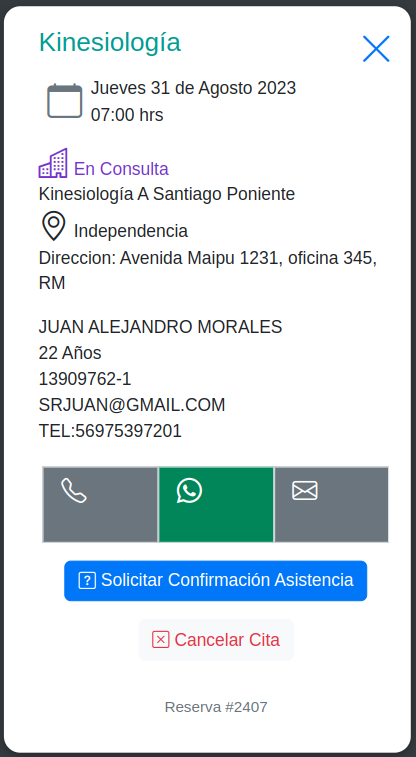 Kinesiología
Jueves 31 de Agosto 2023
07:00 hrs
En Consulta
Kinesiología A Santiago Poniente
Independencia
Direccion: Avenida Maipu 1231, oficina 345,
RM
JUAN ALEJANDRO MORALES
22 Años
13909762-1
SRJUAN@GMAIL.COM
TEL:56975397201
Solicitar Confirmación Asistencia
Cancelar Cita
Reserva #2407